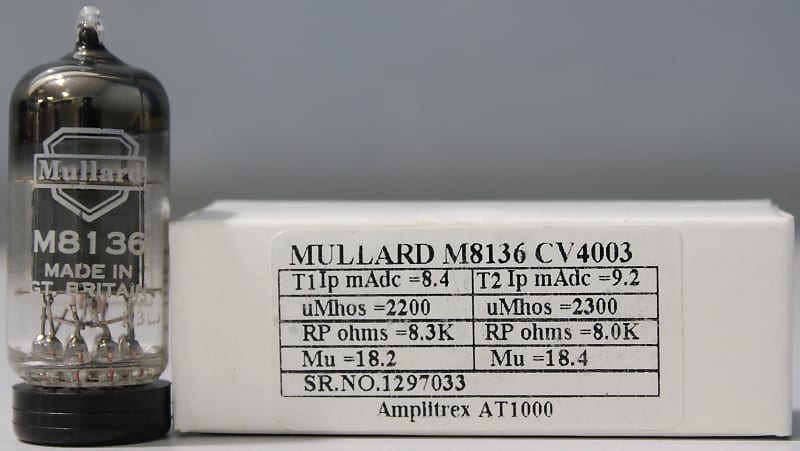 Mullard
M8136
MADE IN
GT. BRITAIN
MULLARD M8136 CV4003
T1Ip mAdc =8.4 T2 Ip mAdc =9.2
uMhos =2200 uMhos =2300
RP ohms =8.3K RP ohms =8.0K
Mu =18.2 Mu =18.4
SR.NO.1297033
Amplitrex AT1000